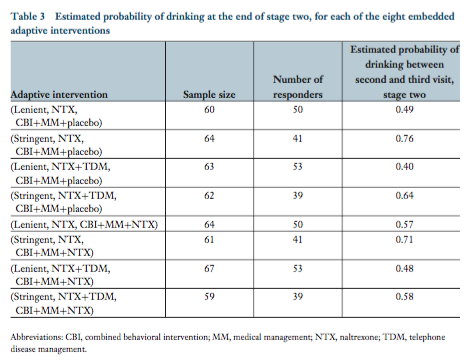 Table 3 Estimated probability of drinking at the end of stage two, for each of the eight embedded
adaptive interventions
Estimated probability of
drinking between
Number of second and third visit,
Adaptive intervention Sample size responders stage two
(Lenient, NTX, 60 50 0.49
CBI+MM+placebo)
(Stringent, NTX, 64 41 0.76
CBI+MM+placebo)
(Lenient, NTX+TDM, 63 53 0.40
CBI+MM+placebo)
(Stringent, NTX+TDM, 62 39 0.64
CBI+MM+placebo)
(Lenient, NTX, CBI+MM+NTX) 64 50 0.57
(Stringent, NTX, 61 41 0.71
CBI+MM+NTX)
(Lenient, NTX+TDM, 67 53 0.48
CBI+MM+NTX)
(Stringent, NTX+TDM, 59 39 0.58
CBI+MM+NTX)
Abbreviations: CBI, combined behavioral intervention; MM, medical management; NTX, naltrexone; TDM, telephone
disease management.